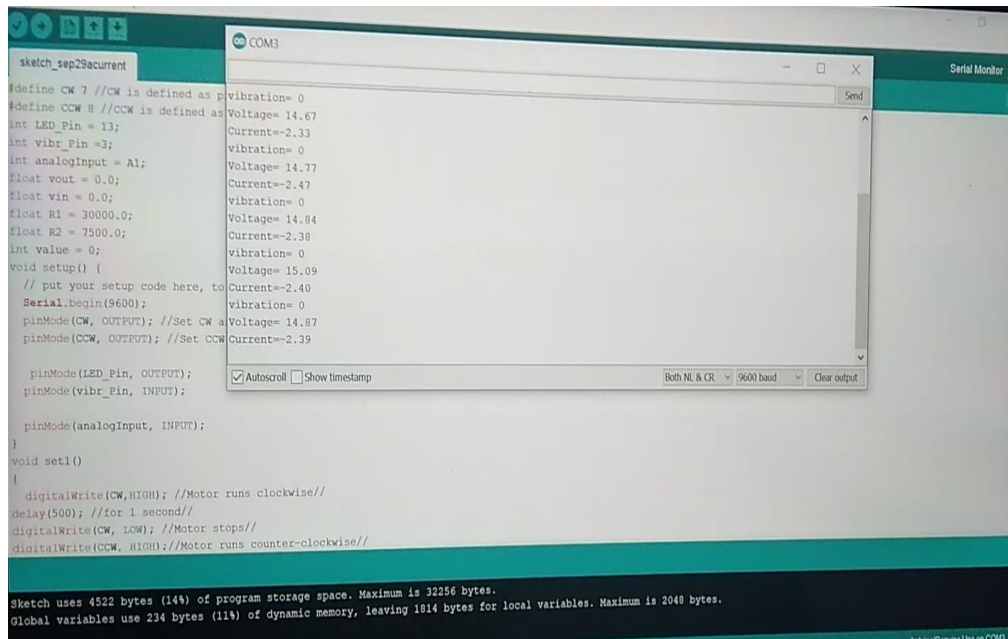 COM3
sketch_sep29acurrent
Serial Monitor
Send
#define CW 7 //CW is defined as p
#define CCW 8 //CCW is defined as
int LED_Pin = 13;
int vibr_Pin =3;
int analogInput = A1;
float vout = 0.0;
float vin = 0.0;
float R1 = 30000.0;
float R2 = 7500.0;
int value = 0;
void setup() {
// put your setup code here, to
Serial.begin(9600);
pinMode(CW, OUTPUT); //Set CW a
pinMode(CCW, OUTPUT); //Set CCW
pinMode(LED_Pin, OUTPUT);
pinMode(vibr_Pin, INPUT);
pinMode(analogInput, INPUT);
}
void set1()
{
digitalWrite(CW,HIGH); //Motor runs clockwise//
delay(500); //for 1 second//
digitalWrite(CW, LOW); //Motor stops//
digitalWrite(CCW, HIGH);//Motor runs counter-clockwise//
vibration= 0
Voltage= 14.67
Current=-2.33
vibration= 0
Voltage= 14.77
Current=-2.47
vibration= 0
Voltage= 14.84
Current=-2.38
vibration= 0
Voltage= 15.09
Current=-2.40
vibration= 0
Voltage= 14.87
Current=-2.39
Autoscroll Show timestamp Both NL & CR 9600 baud Clear output
Sketch uses 4522 bytes (14%) of program storage space. Maximum is 32256 bytes.
Global variables use 234 bytes (11%) of dynamic memory, leaving 1814 bytes for local variables. Maximum is 2048 bytes.